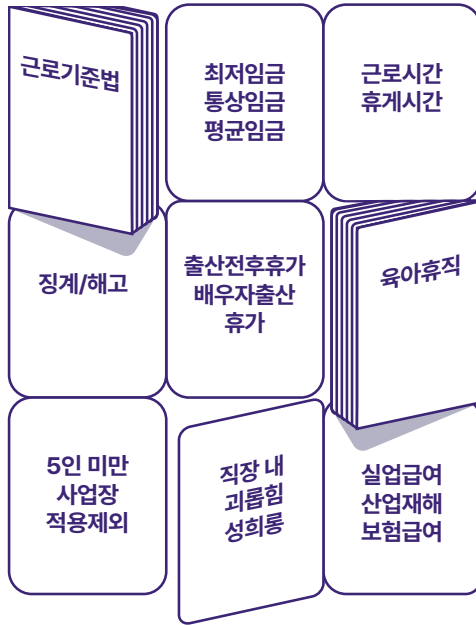 근로기준법
최저임금
통상임금
평균임금
근로시간
휴게시간
징계/해고
출산전후휴가
배우자출산
휴가
육아휴직
5인 미만
사업장
적용제외
직장 내
괴롭힘
성희롱
실업급여
산업재해
보험급여